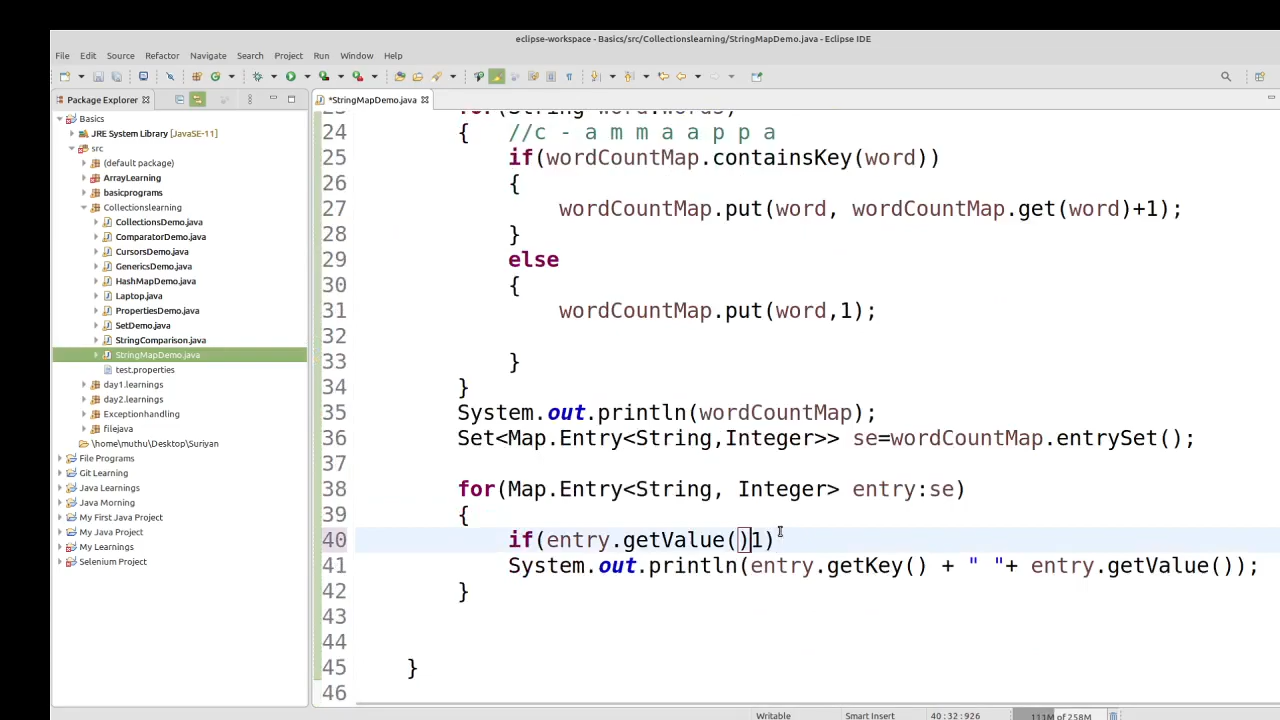 eclipse-workspace - Basics/src/Collectionslearning/StringMapDemo.java - Eclipse IDE
File Edit Source Refactor Navigate Search Project Run Window Help
Package Explorer
*StringMapDemo.java
Basics
JRE System Library [JavaSE-11]
src
(default package)
ArrayLearning
basicprograms
Collectionslearning
CollectionsDemo.java
ComparatorDemo.java
CursorsDemo.java
GenericsDemo.java
HashMapDemo.java
Laptop.java
PropertiesDemo.java
SetDemo.java
StringComparison.java
StringMapDemo.java
test.properties
day1.learnings
day2.learnings
Exceptionhandling
filejava
\home\muthu\Desktop\Suriyan
File Programs
Git Learning
Java Learnings
Java Morning
My First Java Project
My Java Project
My Learnings
Selenium Project
23 for(String word:words)
24 { //c - a m m a a p p a
25 if(wordCountMap.containsKey(word))
26 {
27 wordCountMap.put(word, wordCountMap.get(word)+1);
28 }
29 else
30 {
31 wordCountMap.put(word,1);
32
33 }
34 }
35 System.out.println(wordCountMap);
36 Set<Map.Entry<String,Integer>> se=wordCountMap.entrySet();
37
38 for(Map.Entry<String, Integer> entry:se)
39 {
40 if(entry.getValue()1)
41 System.out.println(entry.getKey() + " "+ entry.getValue());
42 }
43
44
45 }
46
Writable Smart Insert 40:32:926 111M of 258M